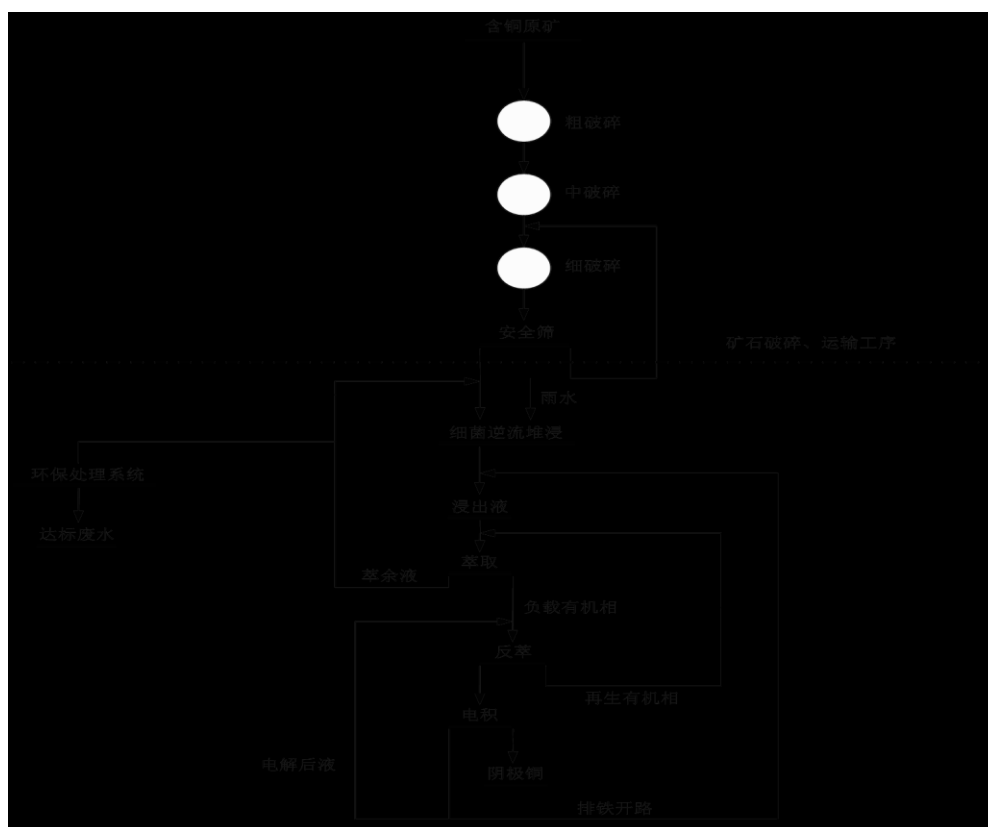 含铜原矿
粗破碎
中破碎
细破碎
安全筛
矿石破碎、运输工序
雨水
细菌逆流堆浸
环保处理系统
浸出液
达标废水
萃取
萃余液
负载有机相
反萃
再生有机相
电积
电解后液
阴极铜
排铁开路